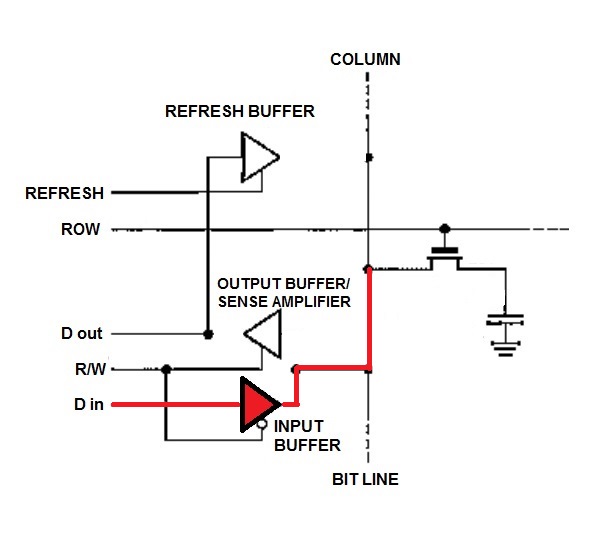 COLUMN
REFRESH BUFFER
REFRESH
ROW
OUTPUT BUFFER/
SENSE AMPLIFIER
D out
R/W
D in
INPUT
BUFFER
BIT LINE